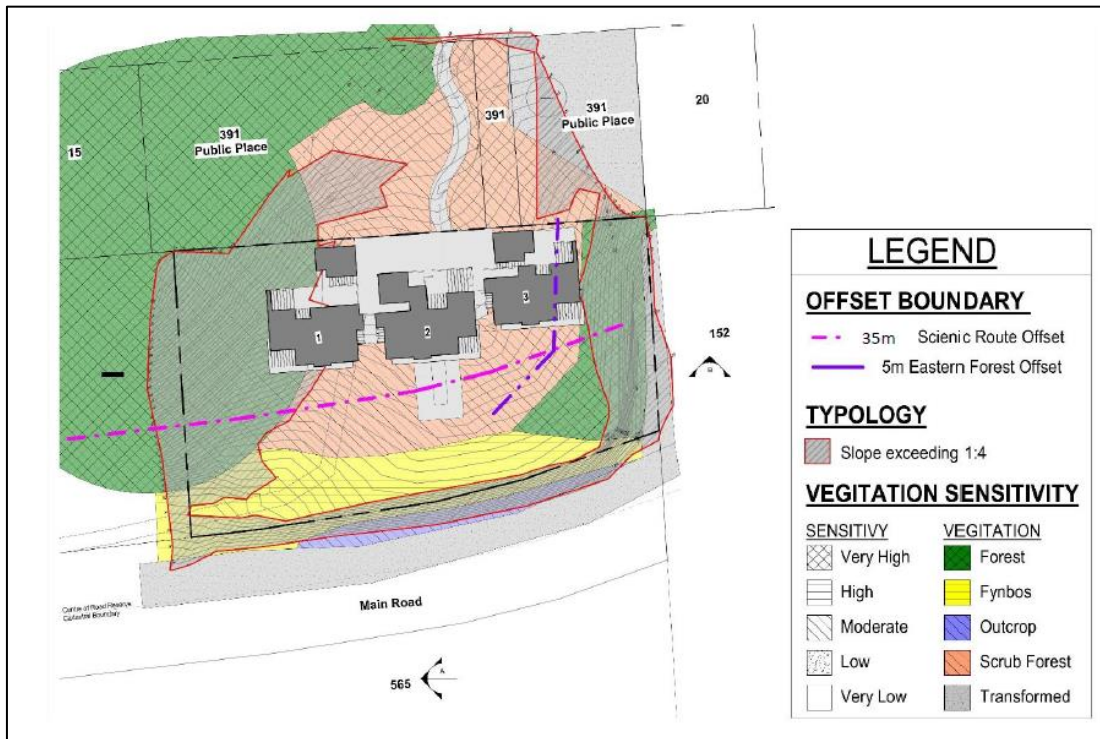 391
Public Place
15
391
391
Public Place
20
1
2
3
152
B
Main Road
Centre of Road Reserve
Cadastral Boundary
565
A
LEGEND
OFFSET BOUNDARY
35m Scienic Route Offset
5m Eastern Forest Offset
TYPOLOGY
Slope exceeding 1:4
VEGITATION SENSITIVITY
SENSITIVY VEGITATION
Very High Forest
High Fynbos
Moderate Outcrop
Low Scrub Forest
Very Low Transformed